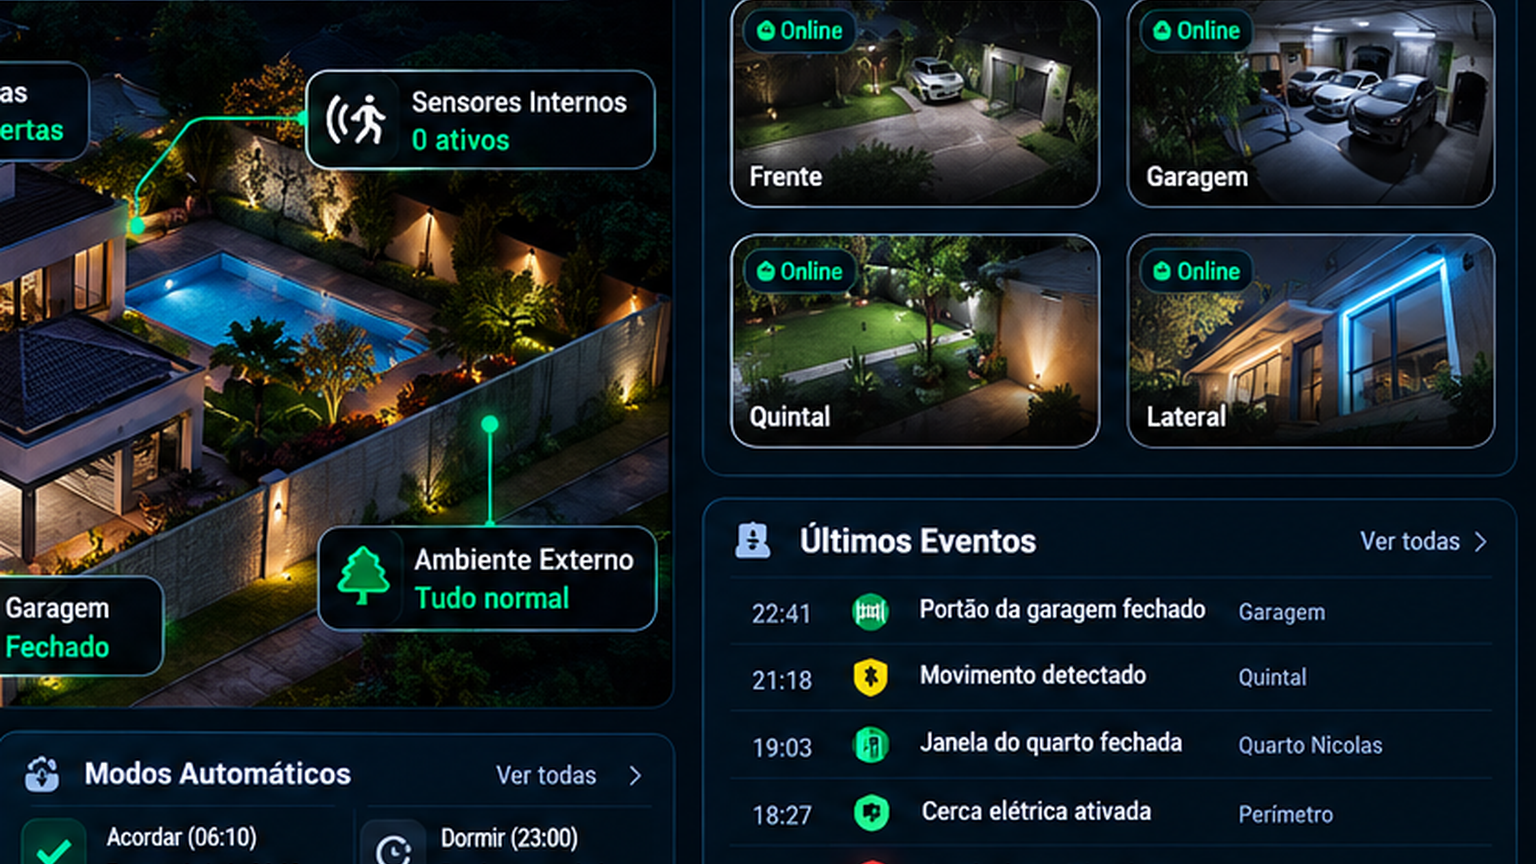 as
ertas
Sensores Internos
0 ativos
Ambiente Externo
Tudo normal
Garagem
Fechado
Modos Automáticos
Ver todas
Acordar (06:10)
Dormir (23:00)
Online
Frente
Online
Garagem
Online
Quintal
Online
Lateral
Últimos Eventos
Ver todas
22:41 Portão da garagem fechado Garagem
21:18 Movimento detectado Quintal
19:03 Janela do quarto fechada Quarto Nicolas
18:27 Cerca elétrica ativada Perímetro